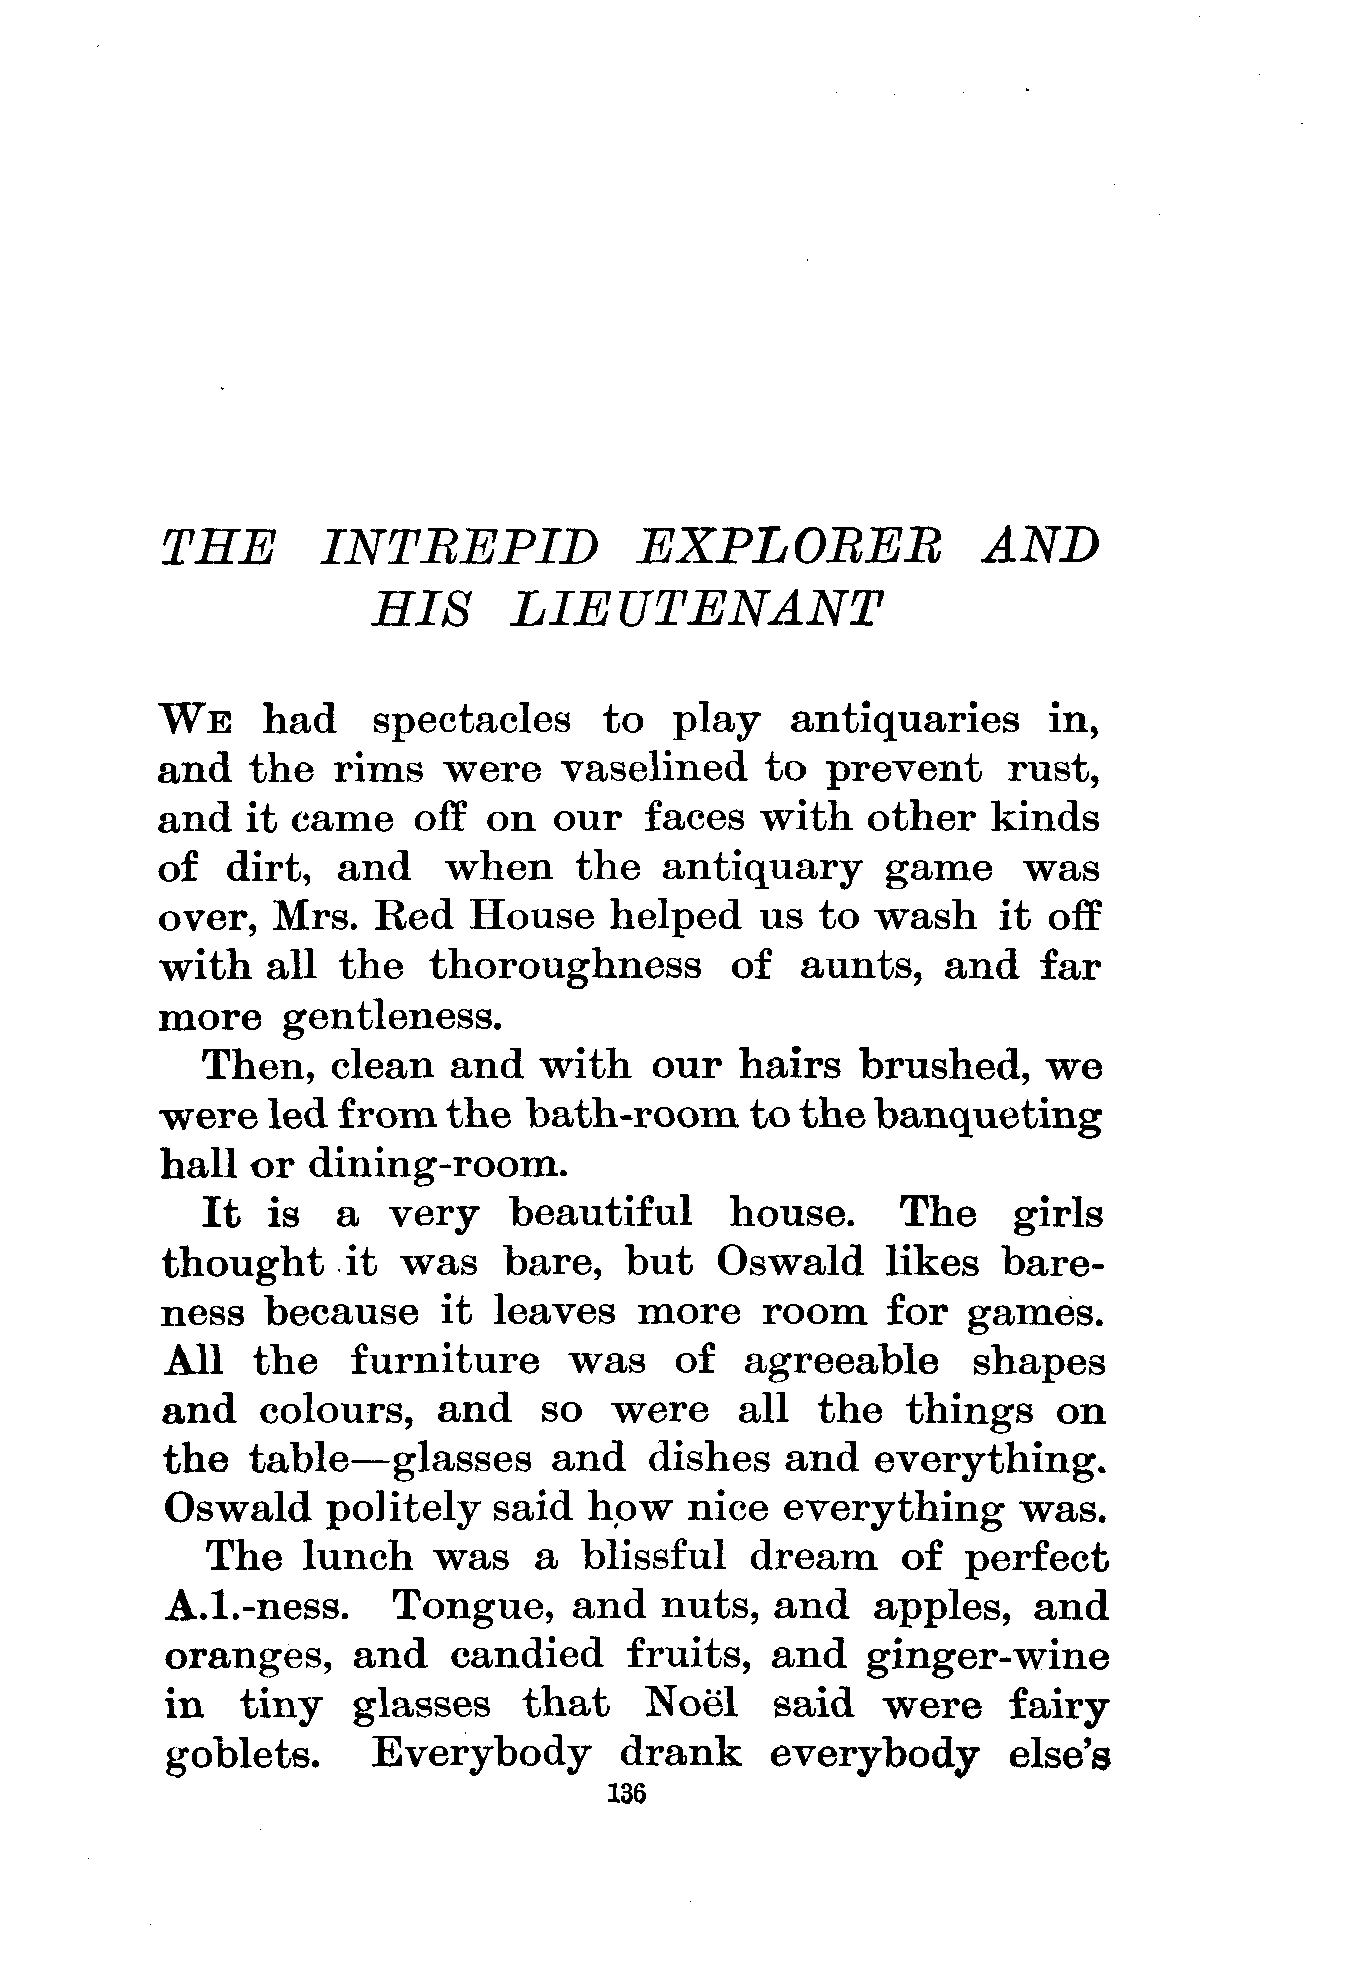 THE INTREPID EXPLORER AND
HIS LIEUTENANT
WE had spectacles to play antiquaries in,
and the rims were vaselined to prevent rust,
and it came off on our faces with other kinds
of dirt, and when the antiquary game was
over, Mrs. Red House helped us to wash it off
with all the thoroughness of aunts, and far
more gentleness.
Then, clean and with our hairs brushed, we
were led from the bath-room to the banqueting
hall or dining-room.
It is a very beautiful house. The girls
thought it was bare, but Oswald likes bare-
ness because it leaves more room for games.
All the furniture was of agreeable shapes
and colours, and so were all the things on
the table—glasses and dishes and everything.
Oswald politely said how nice everything was.
The lunch was a blissful dream of perfect
A.1.-ness. Tongue, and nuts, and apples, and
oranges, and candied fruits, and ginger-wine
in tiny glasses that Noël said were fairy
goblets. Everybody drank everybody else's
136